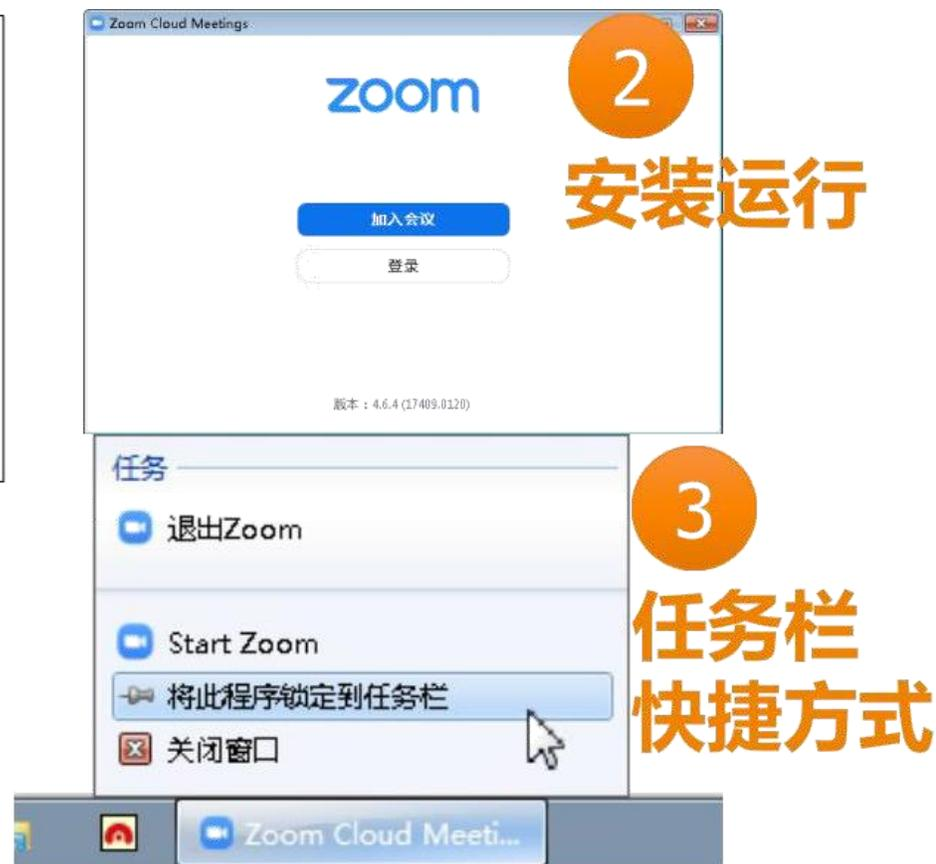 Zoom Cloud Meetings
zoom
2
安装运行
加入会议
登录
版本：4.6.4 (17409.0120)
任务
退出Zoom
3
Start Zoom
任务栏
将此程序锁定到任务栏
快捷方式
关闭窗口
Zoom Cloud Meeti...